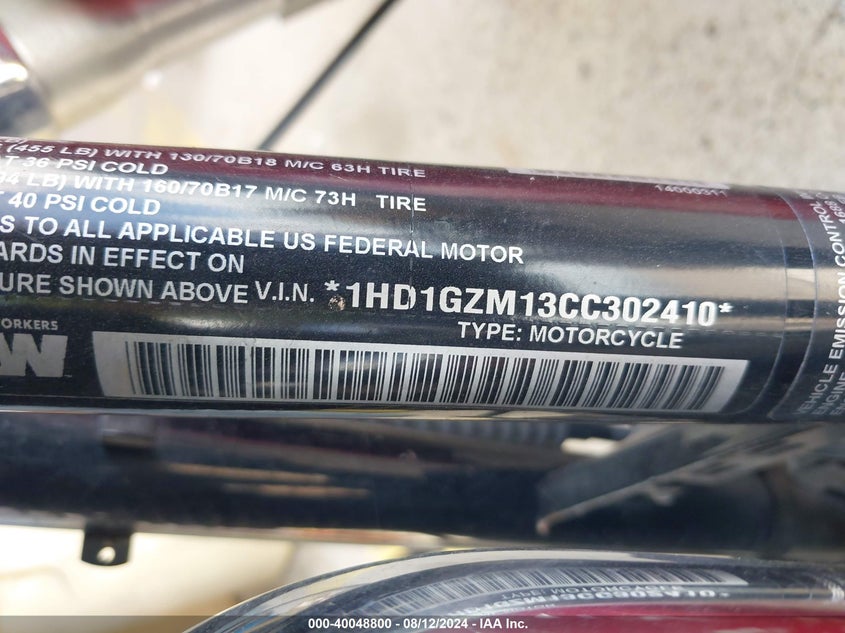 (455 LB) WITH 130/70B18 M/C 63H TIRE
36 PSI COLD
LB) WITH 160/70B17 M/C 73H TIRE
40 PSI COLD
S TO ALL APPLICABLE US FEDERAL MOTOR
ARDS IN EFFECT ON
URE SHOWN ABOVE V.I.N. *1HD1GZM13CC302410*
TYPE: MOTORCYCLE
ORKERS
VEHICLE EMISSION CONTROL
ENGINE
000-40048800 - 08/12/2024 - IAA Inc.